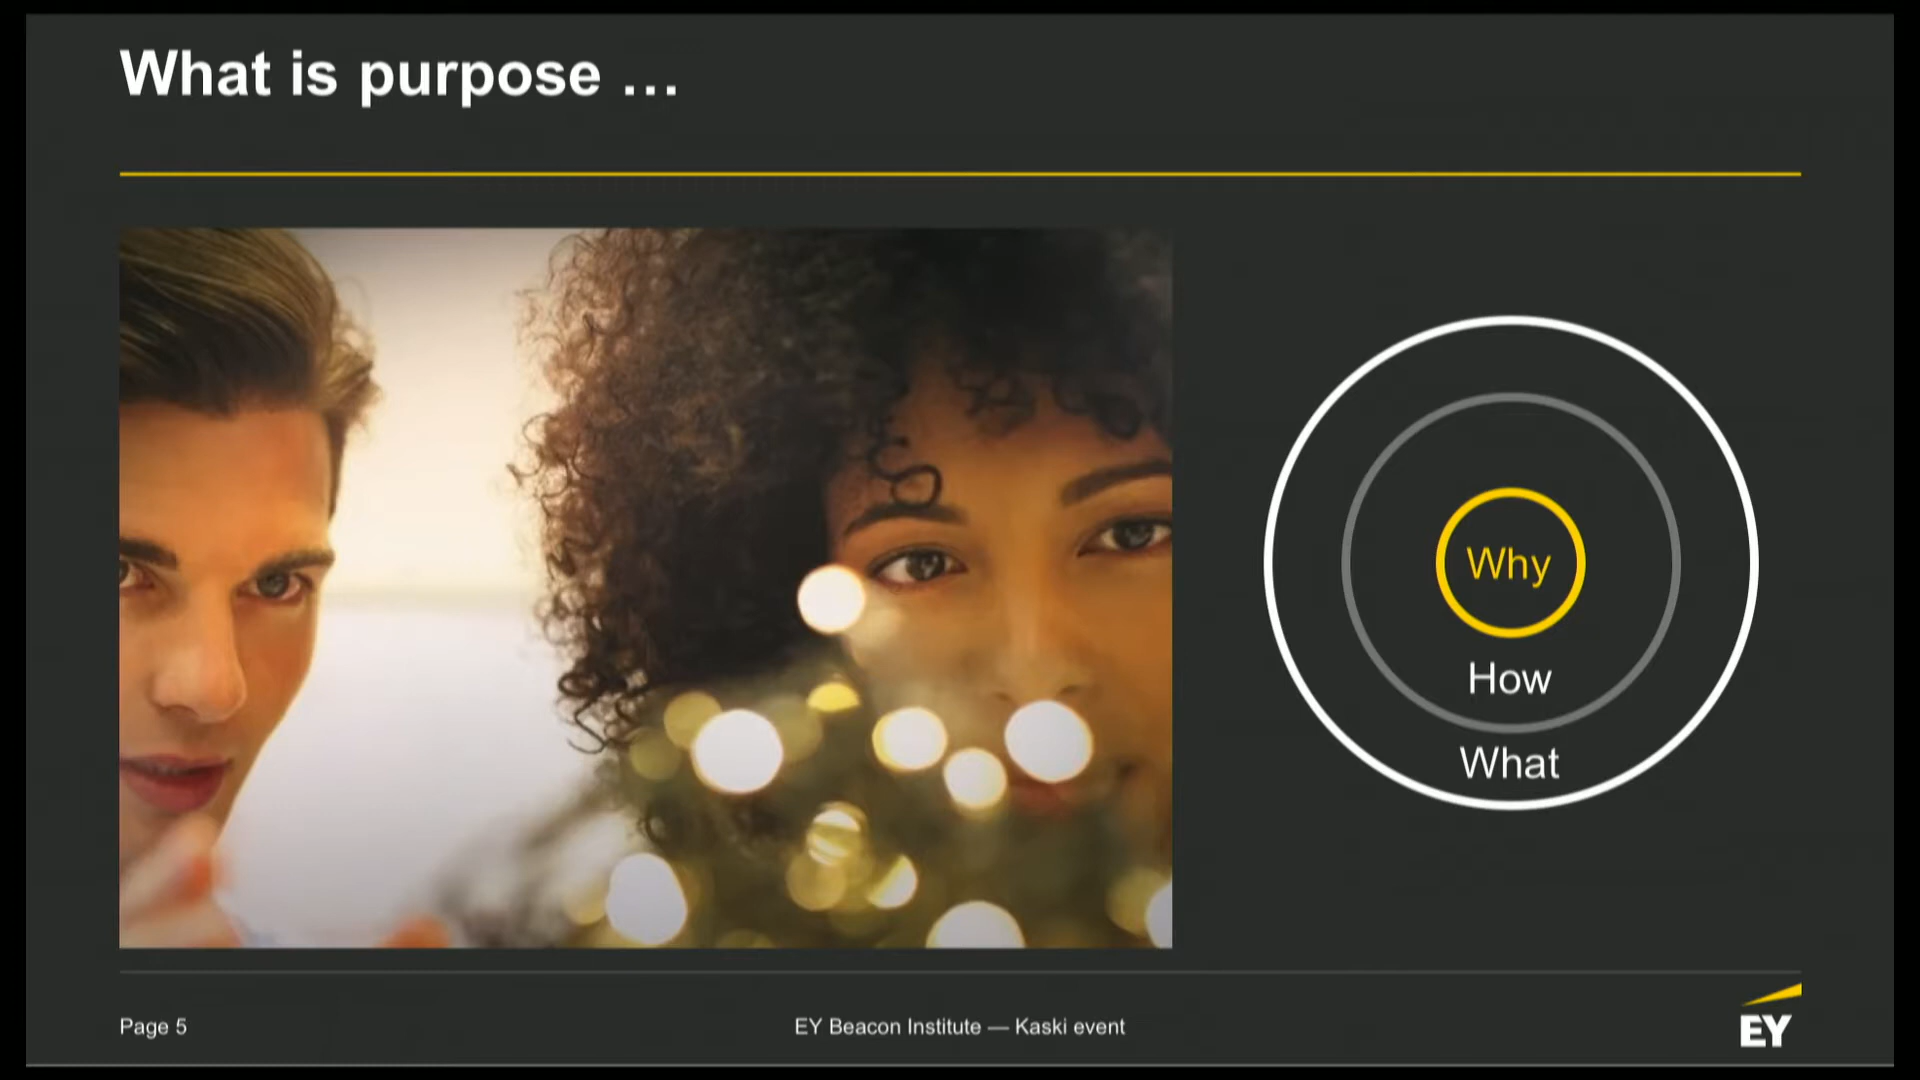 What is purpose …
Why
How
What
Page 5
EY Beacon Institute — Kaski event
EY